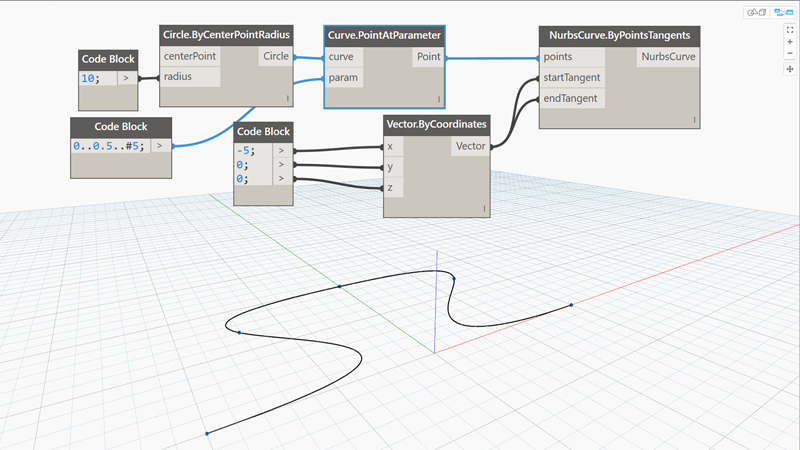 Code Block
10;
>
Circle.ByCenterPointRadius
centerPoint
Circle
radius
Curve.PointAtParameter
curve
Point
param
NurbsCurve.ByPointsTangents
points
NurbsCurve
startTangent
endTangent
Code Block
0..0.5..#5;
>
Code Block
-5;
>
0;
>
0;
>
Vector.ByCoordinates
x
Vector
y
z